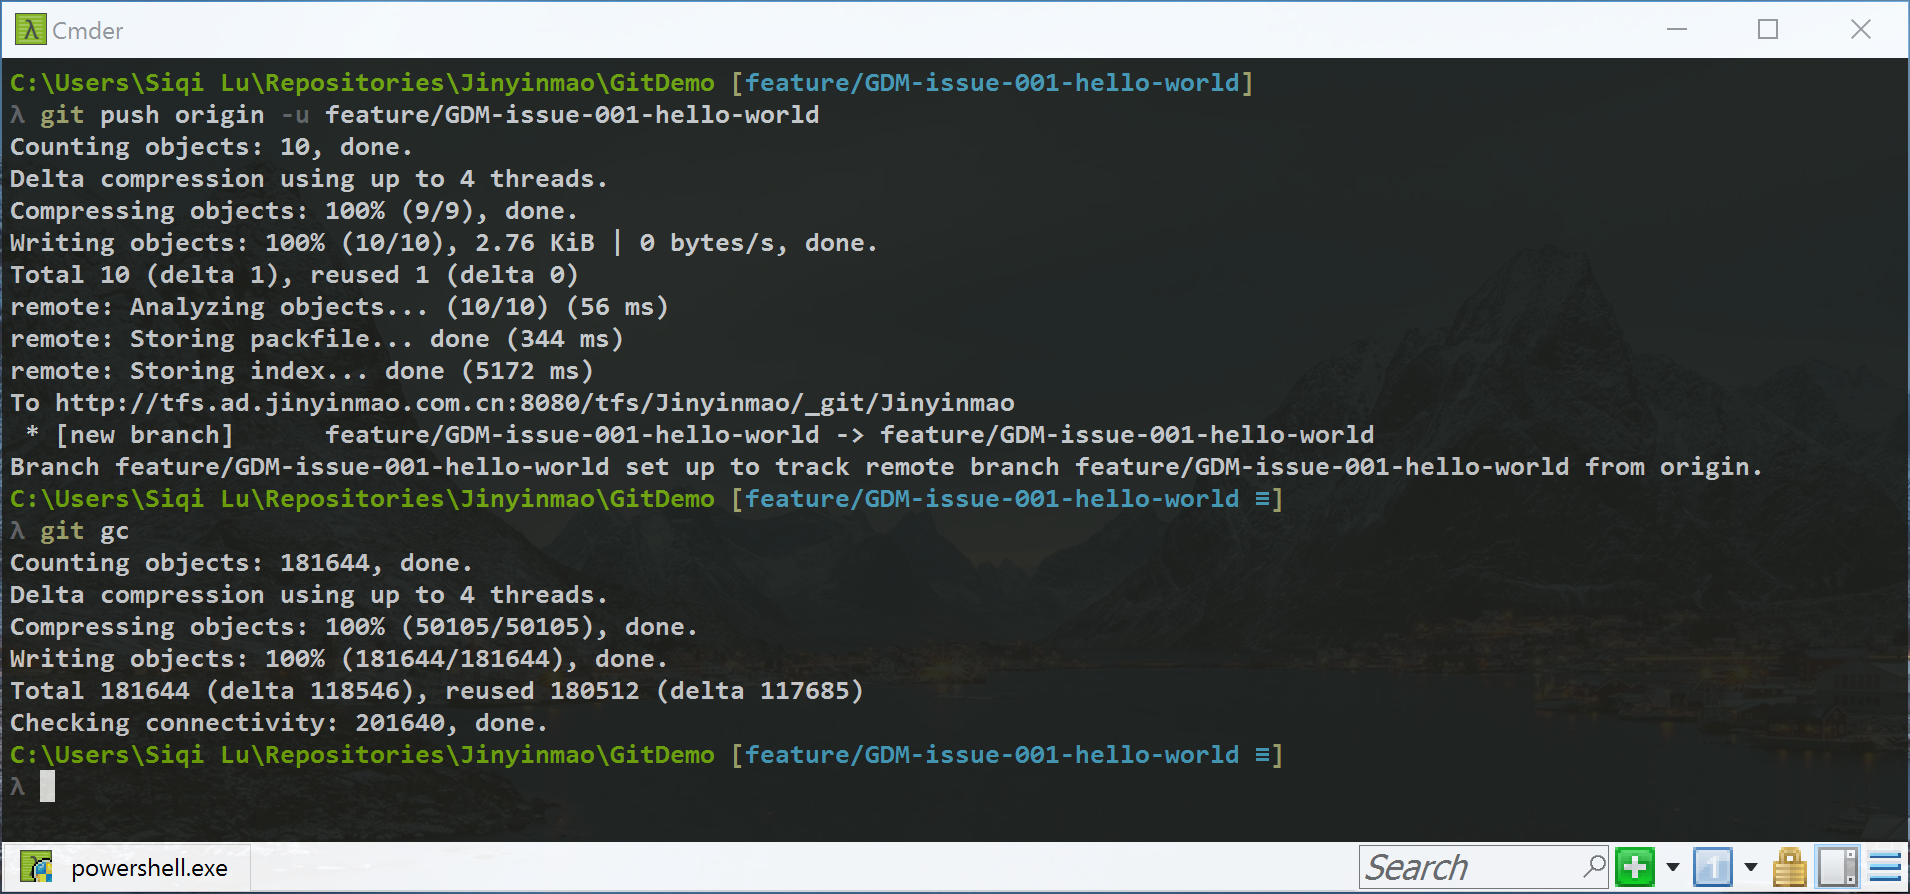 λ Cmder
C:\Users\Siqi Lu\Repositories\Jinyinmao\GitDemo [feature/GDM-issue-001-hello-world]
λ git push origin -u feature/GDM-issue-001-hello-world
Counting objects: 10, done.
Delta compression using up to 4 threads.
Compressing objects: 100% (9/9), done.
Writing objects: 100% (10/10), 2.76 KiB | 0 bytes/s, done.
Total 10 (delta 1), reused 1 (delta 0)
remote: Analyzing objects... (10/10) (56 ms)
remote: Storing packfile... done (344 ms)
remote: Storing index... done (5172 ms)
To http://tfs.ad.jinyinmao.com.cn:8080/tfs/Jinyinmao/_git/Jinyinmao
 * [new branch]      feature/GDM-issue-001-hello-world -> feature/GDM-issue-001-hello-world
Branch feature/GDM-issue-001-hello-world set up to track remote branch feature/GDM-issue-001-hello-world from origin.
C:\Users\Siqi Lu\Repositories\Jinyinmao\GitDemo [feature/GDM-issue-001-hello-world ≡]
λ git gc
Counting objects: 181644, done.
Delta compression using up to 4 threads.
Compressing objects: 100% (50105/50105), done.
Writing objects: 100% (181644/181644), done.
Total 181644 (delta 118546), reused 180512 (delta 117685)
Checking connectivity: 201640, done.
C:\Users\Siqi Lu\Repositories\Jinyinmao\GitDemo [feature/GDM-issue-001-hello-world ≡]
λ
powershell.exe Search 1